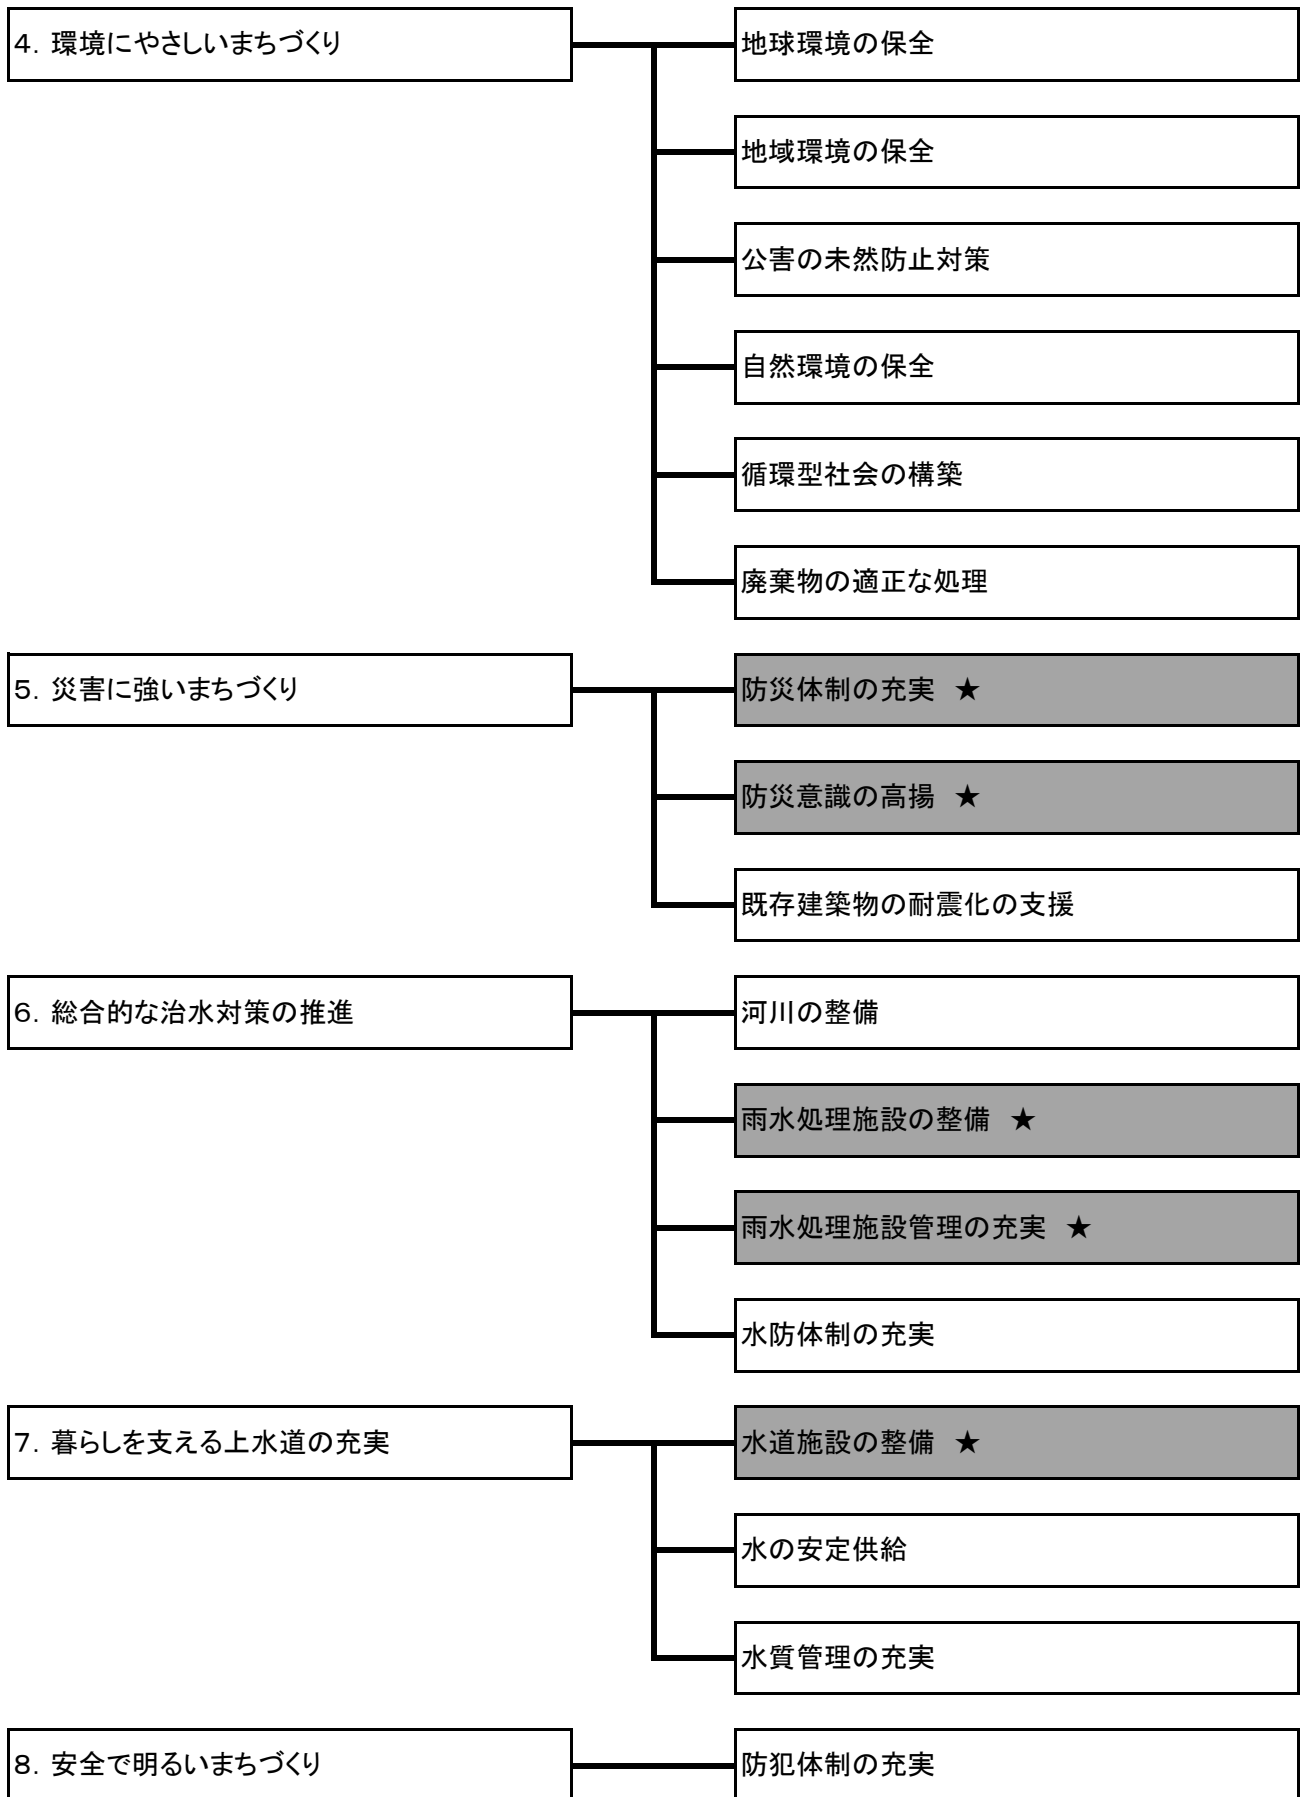 4. 環境にやさしいまちづくり
地球環境の保全
地域環境の保全
公害の未然防止対策
自然環境の保全
循環型社会の構築
廃棄物の適正な処理
5. 災害に強いまちづくり
防災体制の充実 ★
防災意識の高揚 ★
既存建築物の耐震化の支援
6. 総合的な治水対策の推進
河川の整備
雨水処理施設の整備 ★
雨水処理施設管理の充実 ★
水防体制の充実
7. 暮らしを支える上水道の充実
水道施設の整備 ★
水の安定供給
水質管理の充実
8. 安全で明るいまちづくり
防犯体制の充実